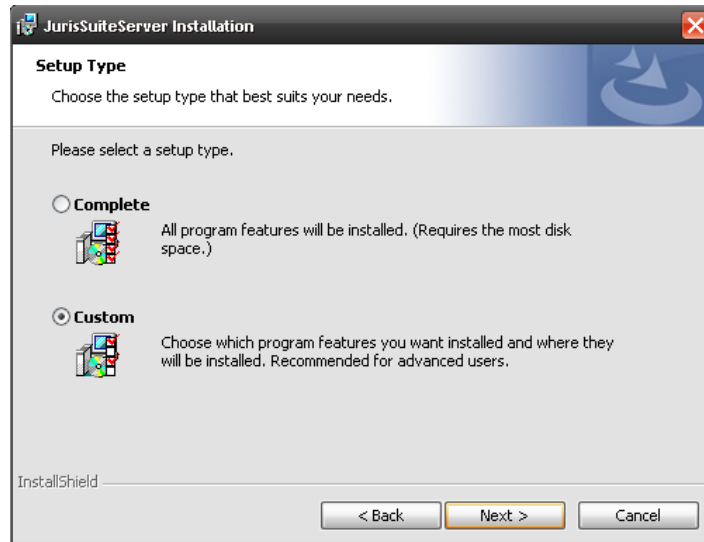 JurisSuiteServer Installation
Setup Type
Choose the setup type that best suits your needs.
Please select a setup type.
Complete
All program features will be installed. (Requires the most disk
space.)
Custom
Choose which program features you want installed and where they
will be installed. Recommended for advanced users.
InstallShield
< Back
Next >
Cancel